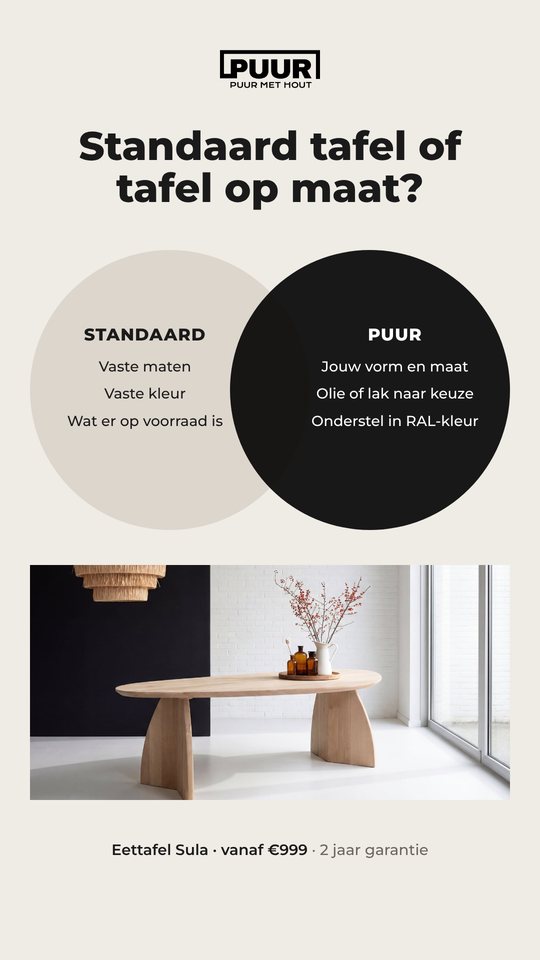 PUUR
PUUR MET HOUT
Standaard tafel of
tafel op maat?
STANDAARD
Vaste maten
Vaste kleur
Wat er op voorraad is
PUUR
Jouw vorm en maat
Olie of lak naar keuze
Onderstel in RAL-kleur
Eettafel Sula · vanaf €999 · 2 jaar garantie